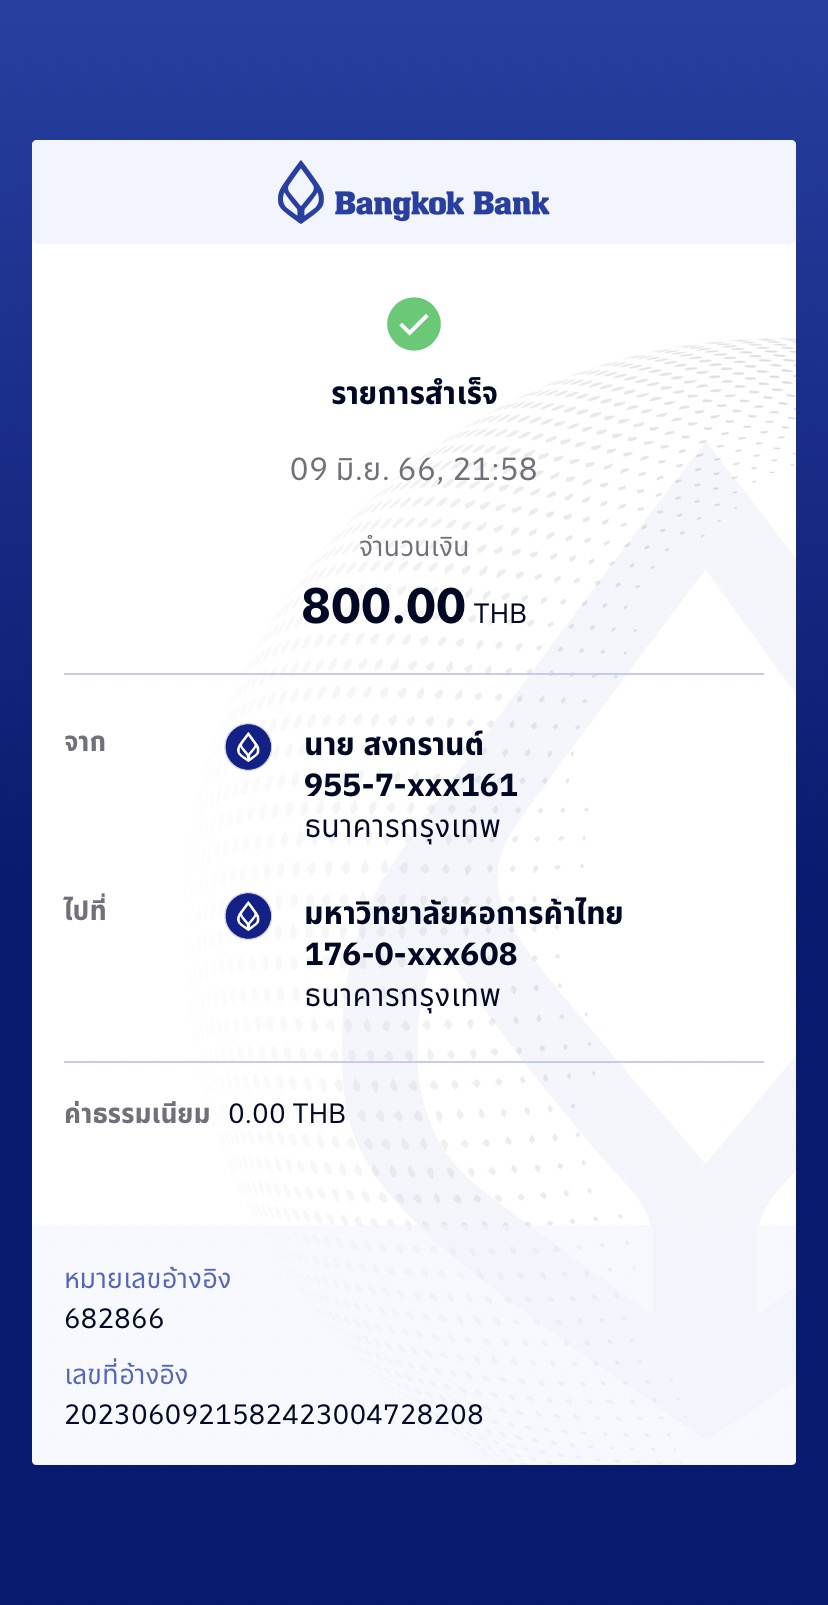 Bangkok Bank
รายการสำเร็จ
09 มิ.ย. 66, 21:58
จำนวนเงิน
800.00 THB
จาก
นาย สงกรานต์
955-7-xxx161
ธนาคารกรุงเทพ
ไปที่
มหาวิทยาลัยหอการค้าไทย
176-0-xxx608
ธนาคารกรุงเทพ
ค่าธรรมเนียม 0.00 THB
หมายเลขอ้างอิง
682866
เลขที่อ้างอิง
2023060921582423004728208